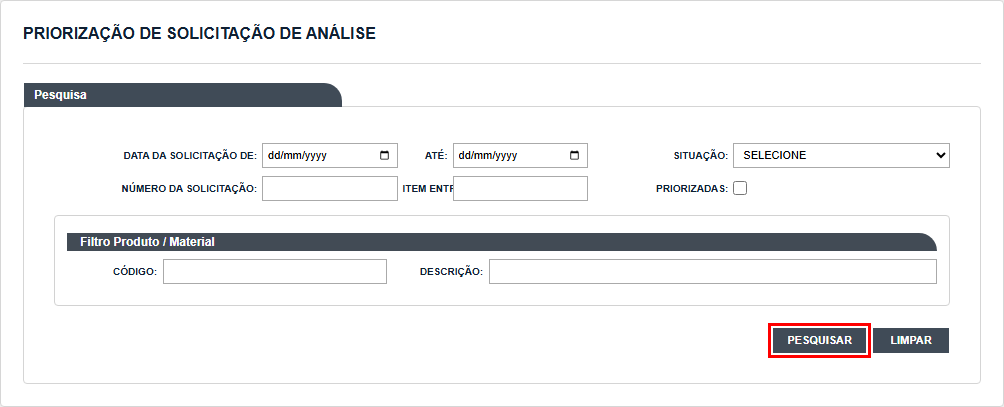 PRIORIZAÇÃO DE SOLICITAÇÃO DE ANÁLISE
Pesquisa
DATA DA SOLICITAÇÃO DE: dd/mm/yyyy ATÉ: dd/mm/yyyy SITUAÇÃO: SELECIONE
NÚMERO DA SOLICITAÇÃO: ITEM ENTR PRIORIZADAS:
Filtro Produto / Material
CÓDIGO: DESCRIÇÃO:
PESQUISAR LIMPAR